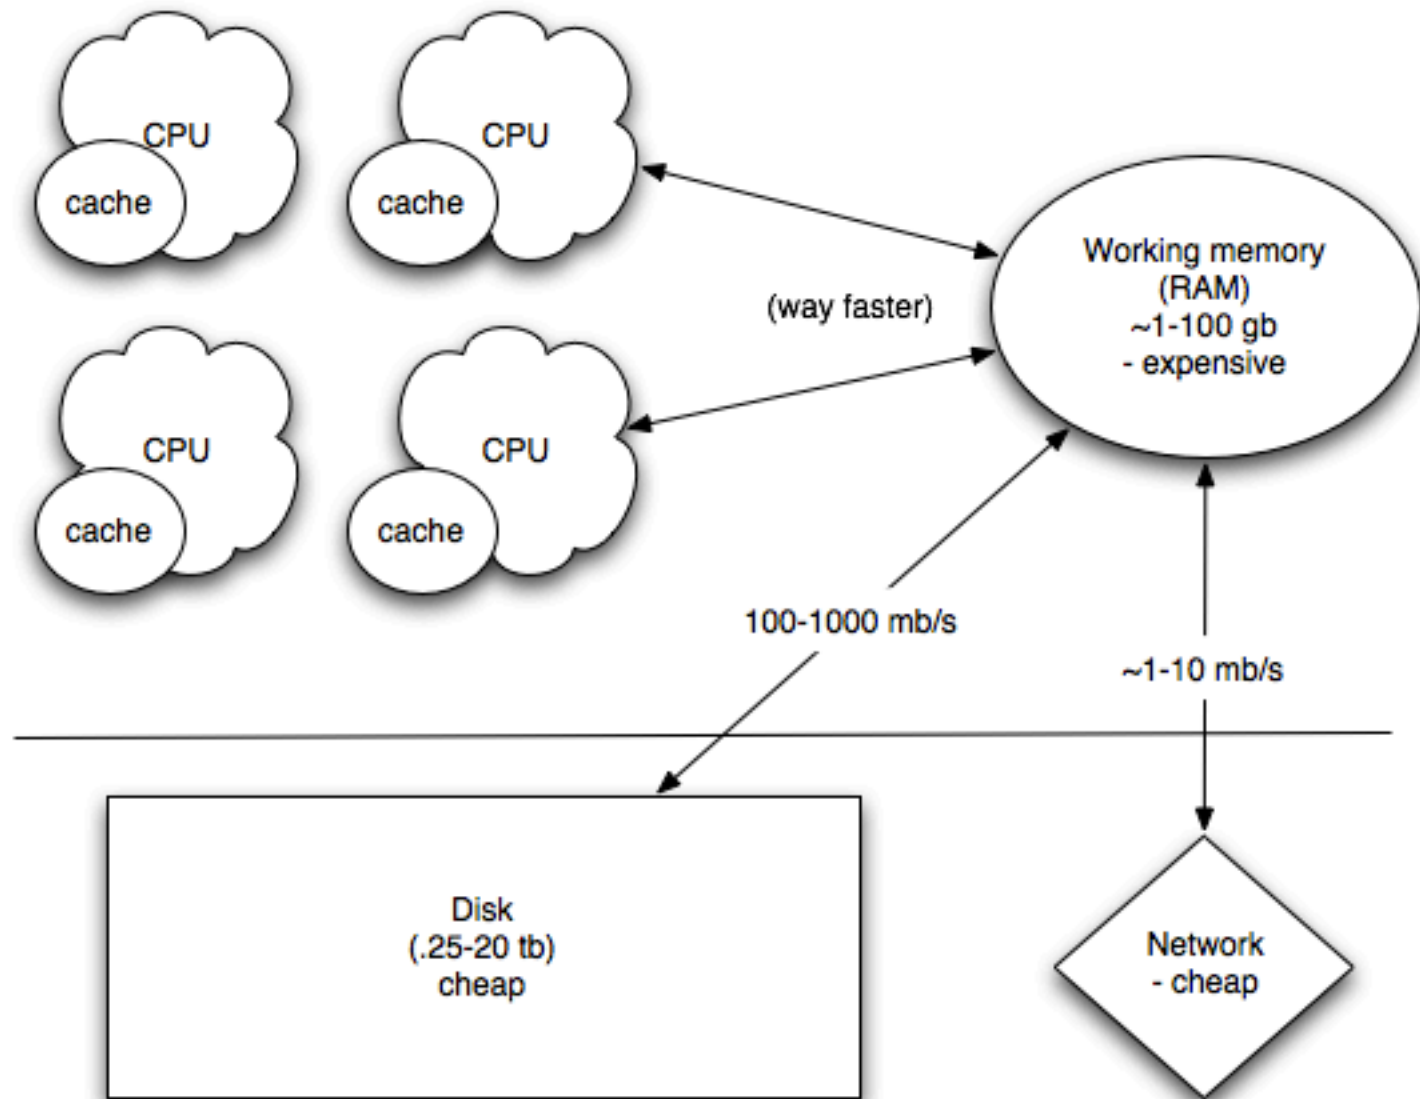 CPU
cache
CPU
cache
Working memory
(RAM)
~1-100 gb
- expensive
(way faster)
CPU
cache
CPU
cache
100-1000 mb/s
~1-10 mb/s
Disk
(.25-20 tb)
cheap
Network
- cheap